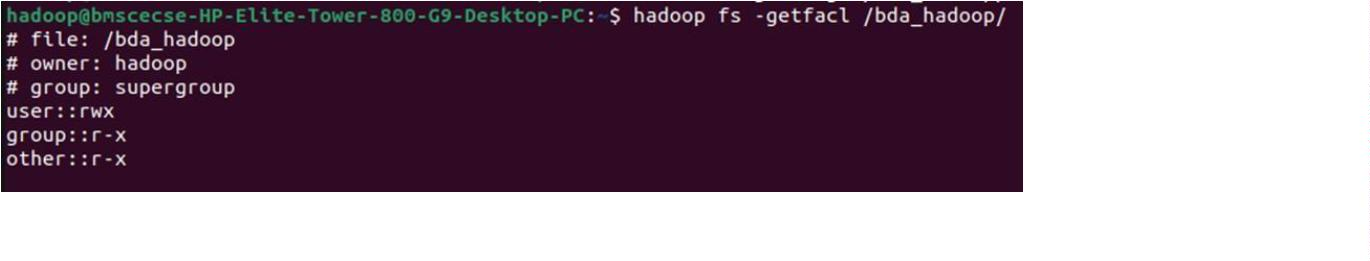 hadoop@bmscecse-HP-Elite-Tower-800-G9-Desktop-PC:~$ hadoop fs -getfacl /bda_hadoop/
# file: /bda_hadoop
# owner: hadoop
# group: supergroup
user::rwx
group::r-x
other::r-x